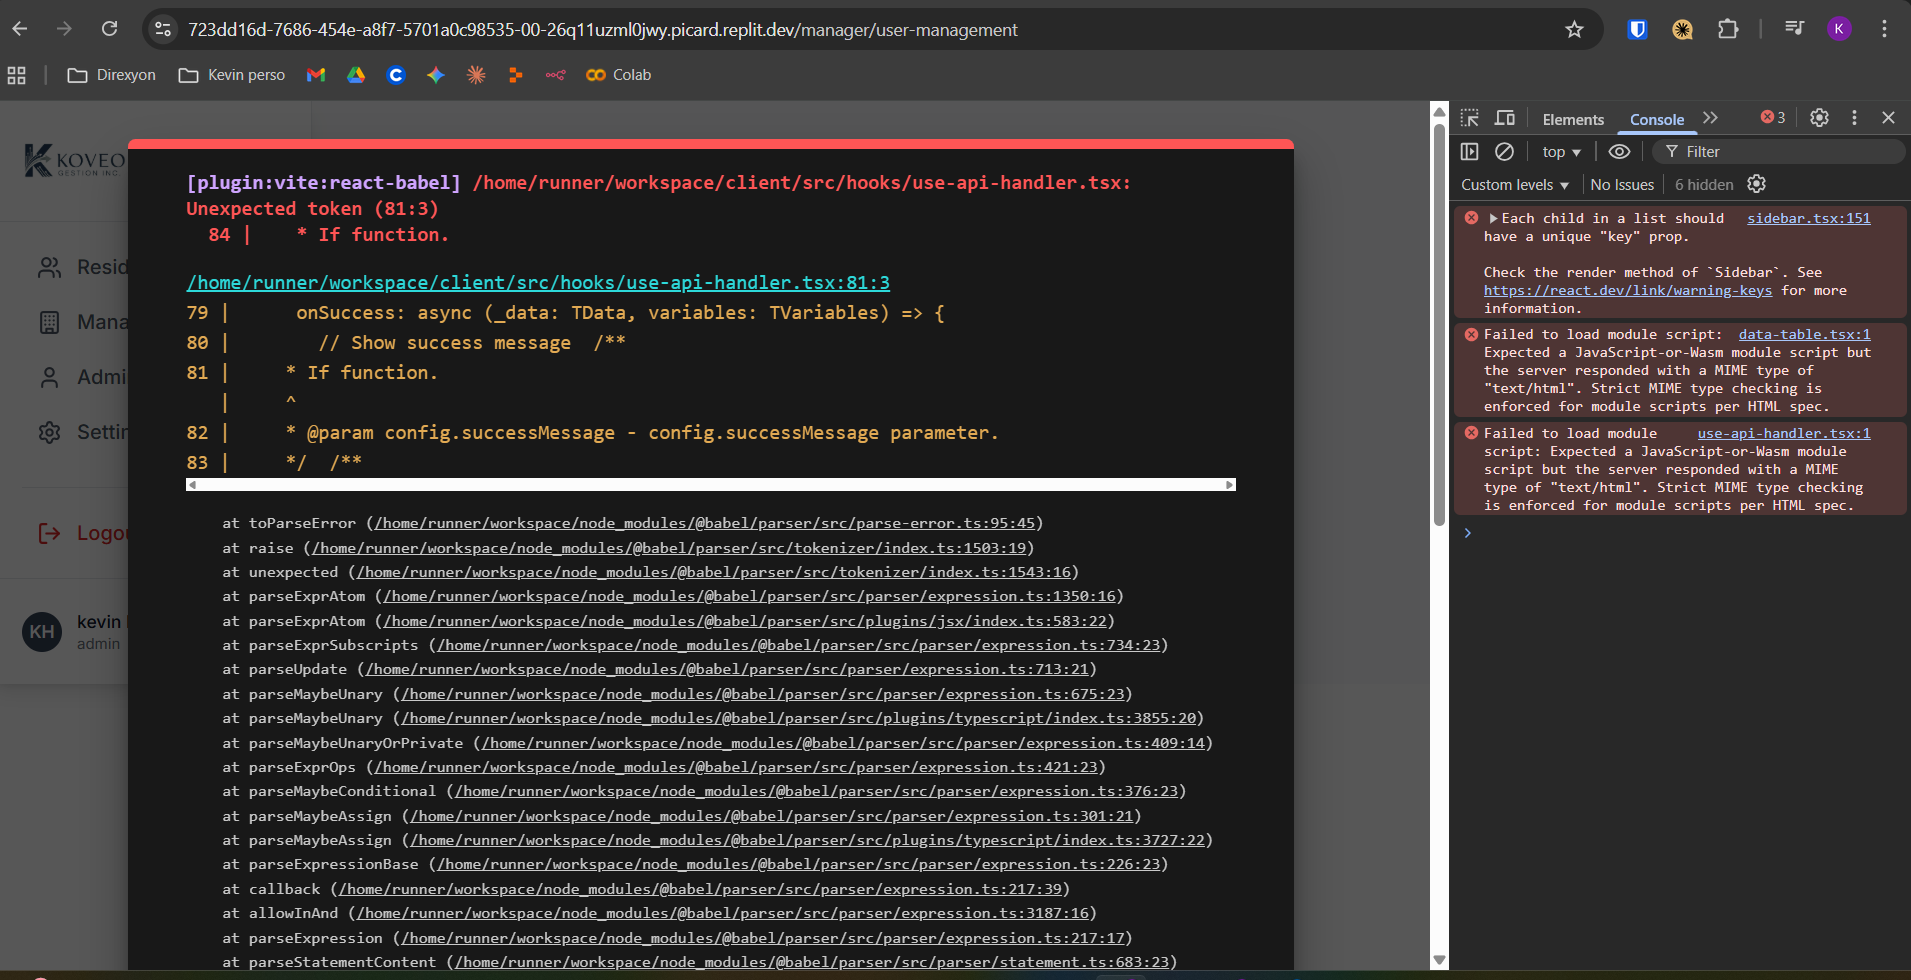 723dd16d-7686-454e-a8f7-5701a0c98535-00-26q11uzml0jwy.picard.replit.dev/manager/user-management
K
Direxyon
Kevin perso
Colab
KOVEO
GESTION INC.
Resid
Mana
Admi
Settin
Logo
KH
kevin
admin
[plugin:vite:react-babel] /home/runner/workspace/client/src/hooks/use-api-handler.tsx:
Unexpected token (81:3)
84 | * If function.
/home/runner/workspace/client/src/hooks/use-api-handler.tsx:81:3
79 | onSuccess: async (_data: TData, variables: TVariables) => {
80 | // Show success message /**
81 | * If function.
| ^
82 | * @param config.successMessage - config.successMessage parameter.
83 | */ /**
at toParseError (/home/runner/workspace/node_modules/@babel/parser/src/parse-error.ts:95:45)
at raise (/home/runner/workspace/node_modules/@babel/parser/src/tokenizer/index.ts:1503:19)
at unexpected (/home/runner/workspace/node_modules/@babel/parser/src/tokenizer/index.ts:1543:16)
at parseExprAtom (/home/runner/workspace/node_modules/@babel/parser/src/parser/expression.ts:1350:16)
at parseExprAtom (/home/runner/workspace/node_modules/@babel/parser/src/plugins/jsx/index.ts:583:22)
at parseExprSubscripts (/home/runner/workspace/node_modules/@babel/parser/src/parser/expression.ts:734:23)
at parseUpdate (/home/runner/workspace/node_modules/@babel/parser/src/parser/expression.ts:713:21)
at parseMaybeUnary (/home/runner/workspace/node_modules/@babel/parser/src/parser/expression.ts:675:23)
at parseMaybeUnary (/home/runner/workspace/node_modules/@babel/parser/src/plugins/typescript/index.ts:3855:20)
at parseMaybeUnaryOrPrivate (/home/runner/workspace/node_modules/@babel/parser/src/parser/expression.ts:409:14)
at parseExprOps (/home/runner/workspace/node_modules/@babel/parser/src/parser/expression.ts:421:23)
at parseMaybeConditional (/home/runner/workspace/node_modules/@babel/parser/src/parser/expression.ts:376:23)
at parseMaybeAssign (/home/runner/workspace/node_modules/@babel/parser/src/parser/expression.ts:301:21)
at parseMaybeAssign (/home/runner/workspace/node_modules/@babel/parser/src/plugins/typescript/index.ts:3727:22)
at parseExpressionBase (/home/runner/workspace/node_modules/@babel/parser/src/parser/expression.ts:226:23)
at callback (/home/runner/workspace/node_modules/@babel/parser/src/parser/expression.ts:217:39)
at allowInAnd (/home/runner/workspace/node_modules/@babel/parser/src/parser/expression.ts:3187:16)
at parseExpression (/home/runner/workspace/node_modules/@babel/parser/src/parser/expression.ts:217:17)
at parseStatementContent (/home/runner/workspace/node_modules/@babel/parser/src/parser/statement.ts:683:23)
Elements
Console
3
top
Filter
Custom levels
No Issues
6 hidden
Each child in a list should sidebar.tsx:151
have a unique "key" prop.
Check the render method of `Sidebar`. See
https://react.dev/link/warning-keys for more
information.
Failed to load module script: data-table.tsx:1
Expected a JavaScript-or-Wasm module script but
the server responded with a MIME type of
"text/html". Strict MIME type checking is
enforced for module scripts per HTML spec.
Failed to load module use-api-handler.tsx:1
script: Expected a JavaScript-or-Wasm module
script but the server responded with a MIME
type of "text/html". Strict MIME type checking
is enforced for module scripts per HTML spec.